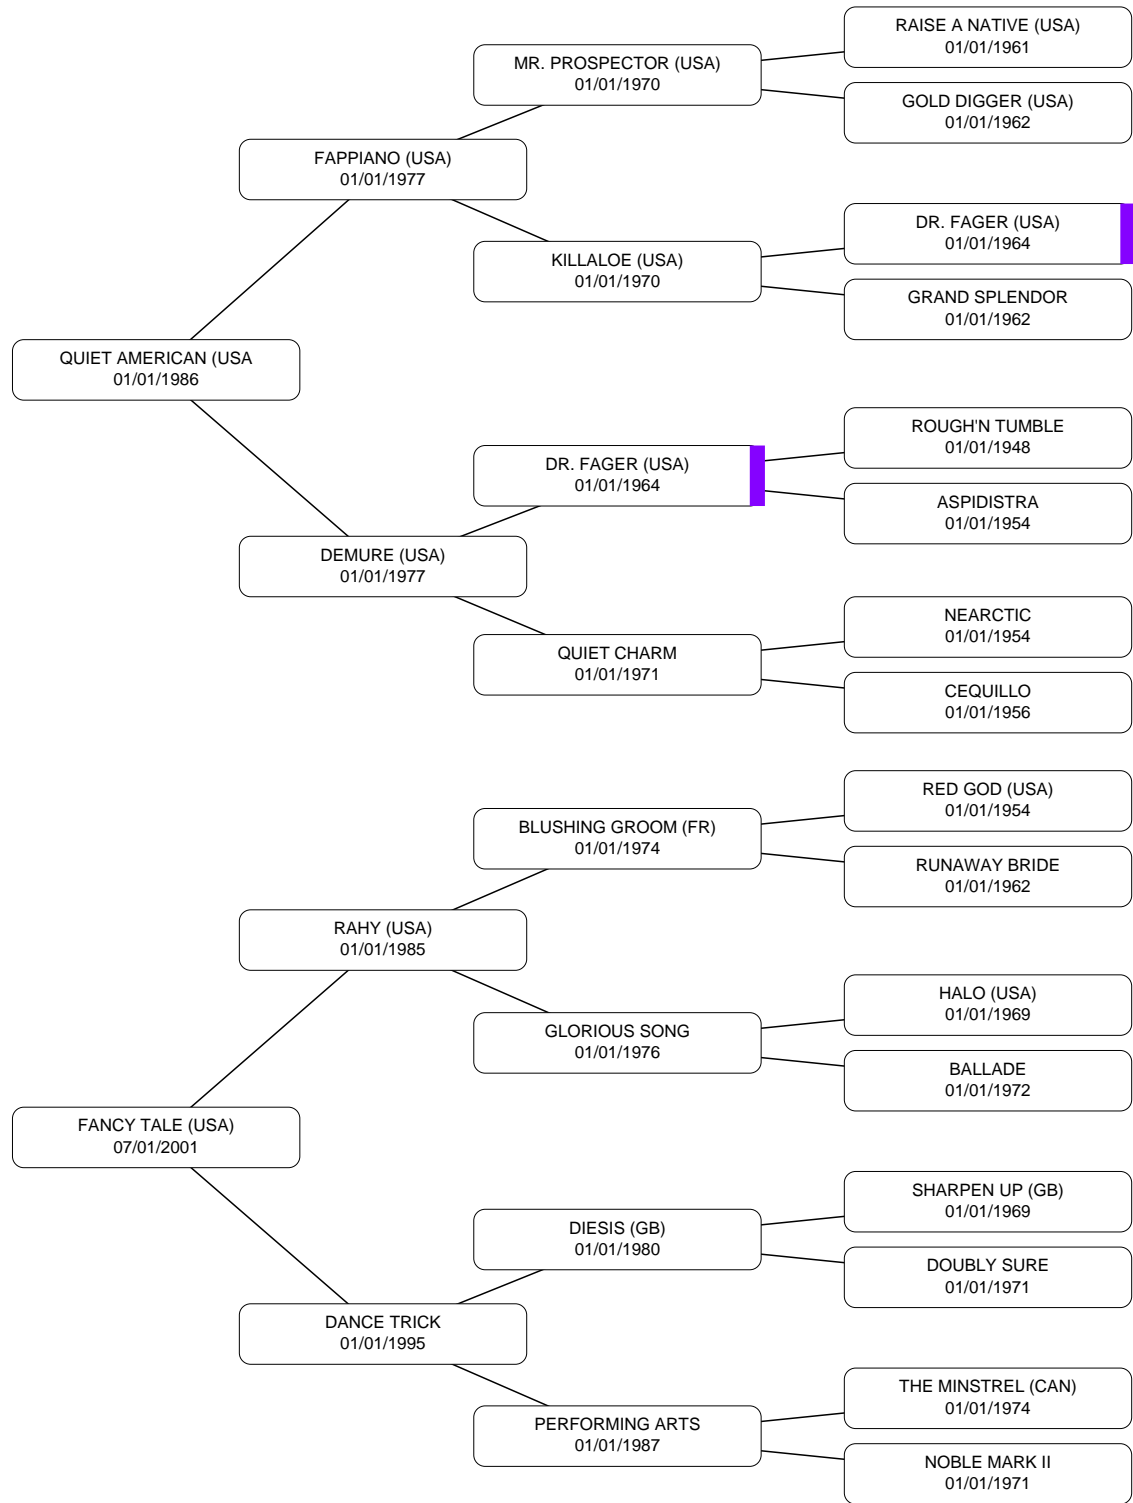 RAISE A NATIVE (USA)
01/01/1961
MR. PROSPECTOR (USA)
01/01/1970
GOLD DIGGER (USA)
01/01/1962
FAPPIANO (USA)
01/01/1977
DR. FAGER (USA)
01/01/1964
KILLALOE (USA)
01/01/1970
GRAND SPLENDOR
01/01/1962
QUIET AMERICAN (USA
01/01/1986
ROUGH'N TUMBLE
01/01/1948
DR. FAGER (USA)
01/01/1964
ASPIDISTRA
01/01/1954
DEMURE (USA)
01/01/1977
NEARCTIC
01/01/1954
QUIET CHARM
01/01/1971
CEQUILLO
01/01/1956
RED GOD (USA)
01/01/1954
BLUSHING GROOM (FR)
01/01/1974
RUNAWAY BRIDE
01/01/1962
RAHY (USA)
01/01/1985
HALO (USA)
01/01/1969
GLORIOUS SONG
01/01/1976
BALLADE
01/01/1972
FANCY TALE (USA)
07/01/2001
SHARPEN UP (GB)
01/01/1969
DIESIS (GB)
01/01/1980
DOUBLY SURE
01/01/1971
DANCE TRICK
01/01/1995
THE MINSTREL (CAN)
01/01/1974
PERFORMING ARTS
01/01/1987
NOBLE MARK II
01/01/1971